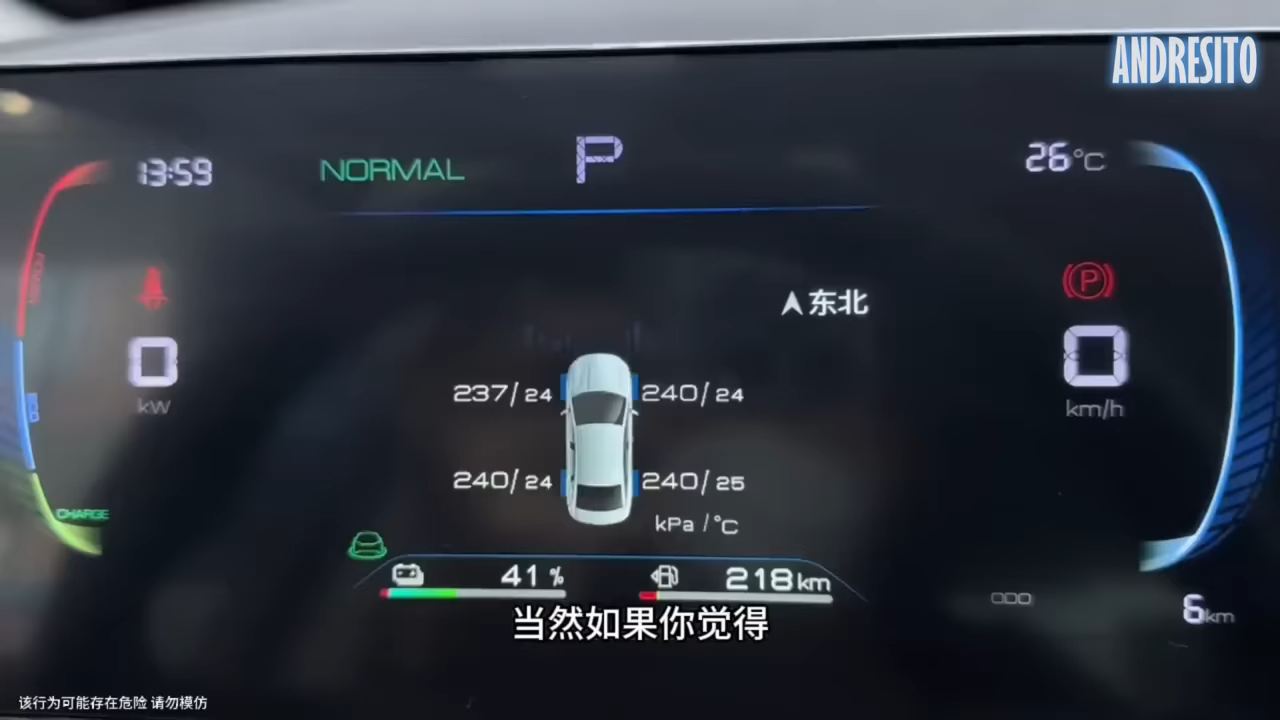 ANDRESITO
13:59
NORMAL
P
26°C
东北
P
0
kW
0
km/h
237/24
240/24
240/24
240/25
kPa/°C
CHARGE
41%
218km
ODO
6km
当然如果你觉得
该行为可能存在危险 请勿模仿